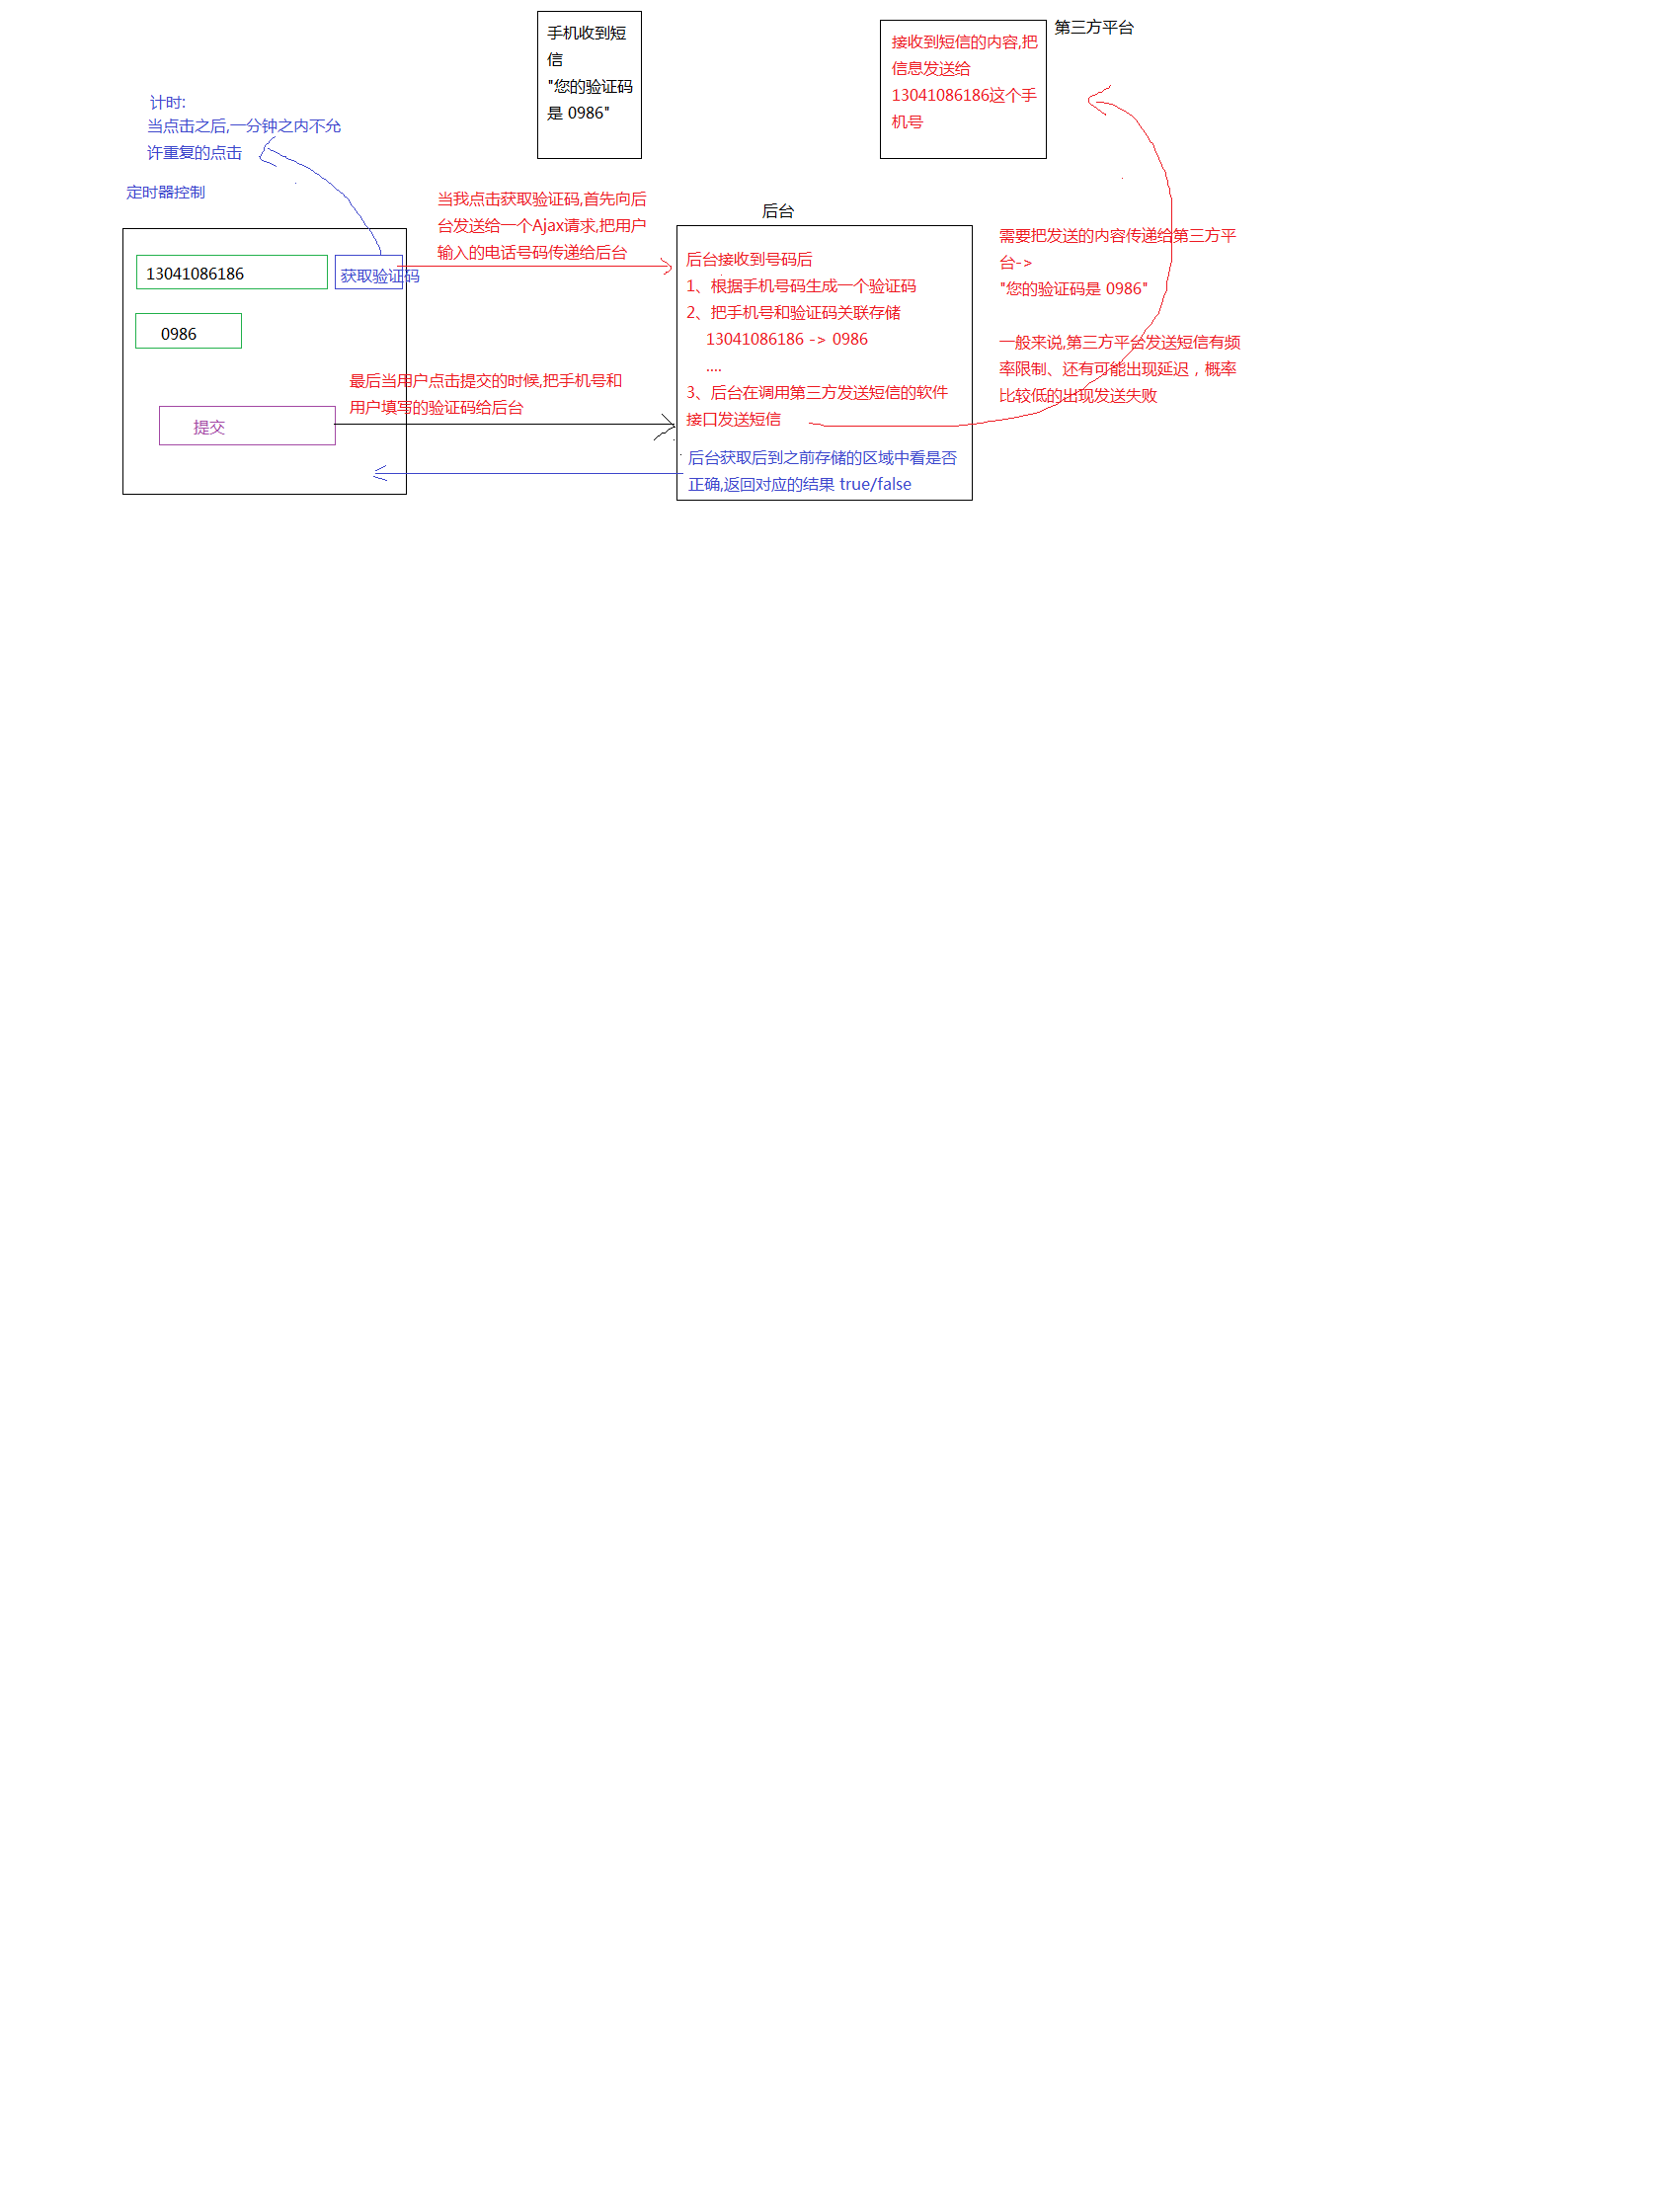 手机收到短
信
"您的验证码
是 0986"
第三方平台
接收到短信的内容,把
信息发送给
13041086186这个手
机号
计时:
当点击之后,一分钟之内不允
许重复的点击
定时器控制
当我点击获取验证码,首先向后
台发送给一个Ajax请求,把用户
输入的电话号码传递给后台
13041086186
获取验证码
0986
最后当用户点击提交的时候,把手机号和
用户填写的验证码给后台
提交
后台
后台接收到号码后
1、根据手机号码生成一个验证码
2、把手机号和验证码关联存储
13041086186 -> 0986
....
3、后台在调用第三方发送短信的软件
接口发送短信
后台获取后到之前存储的区域中看是否
正确,返回对应的结果 true/false
需要把发送的内容传递给第三方平
台->
"您的验证码是 0986"
一般来说,第三方平台发送短信有频
率限制、还有可能出现延迟，概率
比较低的出现发送失败